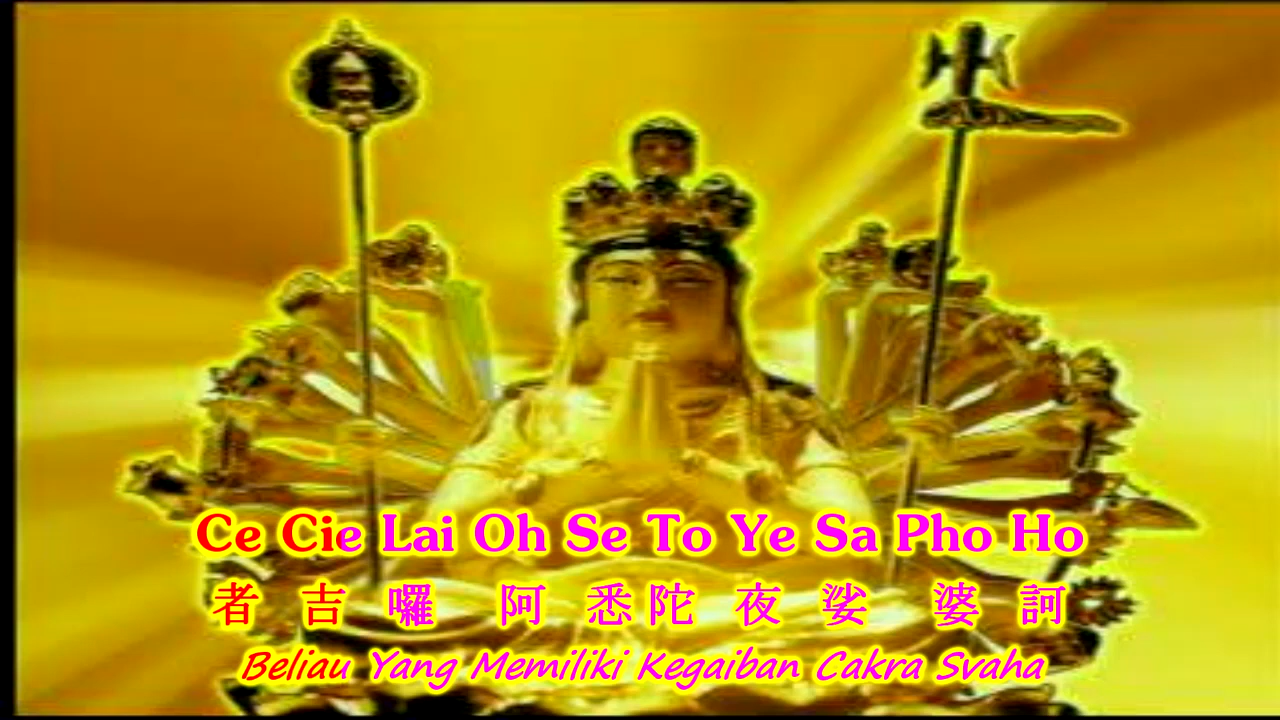 Ce Cie Lai Oh Se To Ye Sa Pho Ho
者 吉 囉 阿 悉 陀 夜 娑 婆 訶
Beliau Yang Memiliki Kegaiban Cakra Svaha